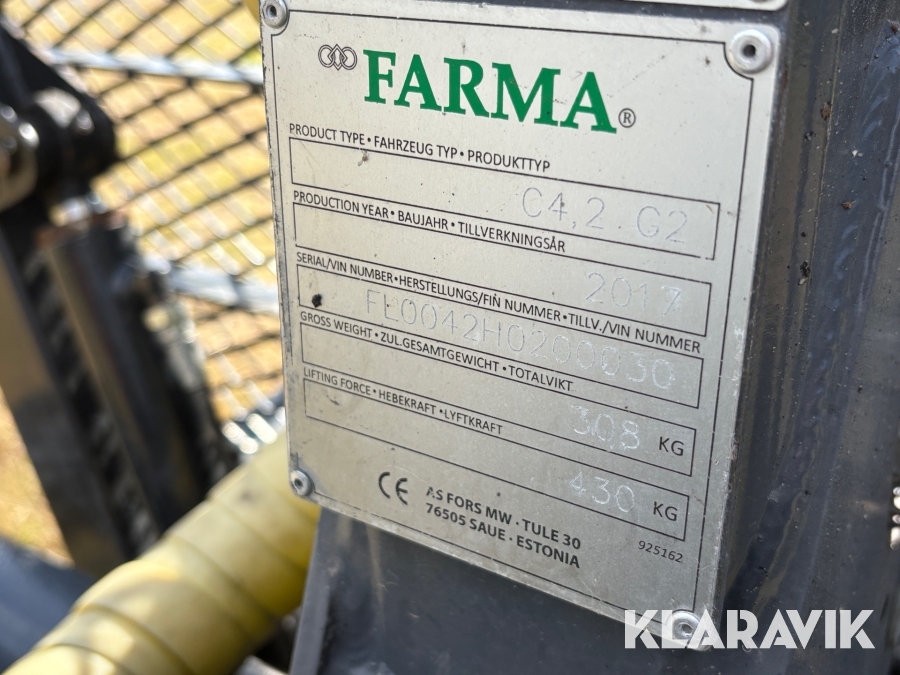 FARMA®
PRODUCT TYPE • FAHRZEUG TYP • PRODUKTTYP
C4,2 G2
PRODUCTION YEAR • BAUJAHR • TILLVERKNINGSÅR
2017
SERIAL/VIN NUMBER•HERSTELLUNGS/FIN NUMMER•TILLV./VIN NUMMER
FL0042H0200030
GROSS WEIGHT • ZUL.GESAMTGEWICHT • TOTALVIKT
308 KG
LIFTING FORCE • HEBEKRAFT • LYFTKRAFT
430 KG
CE AS FORS MW · TULE 30
76505 SAUE · ESTONIA
925162
KLARAVIK